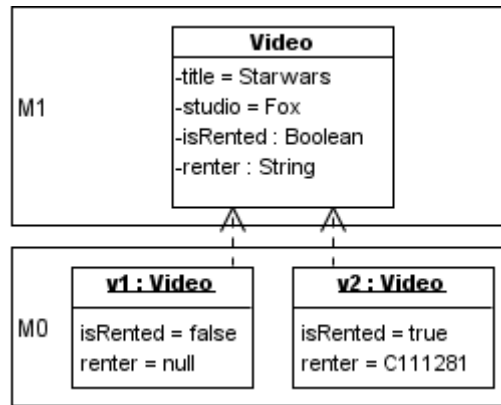 M1
Video
-title = Starwars
-studio = Fox
-isRented : Boolean
-renter : String
M0
v1 : Video
isRented = false
renter = null
v2 : Video
isRented = true
renter = C111281